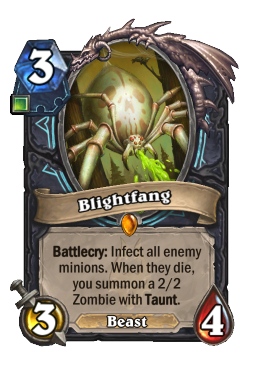 3
Blightfang
Battlecry: Infect all enemy
minions. When they die,
you summon a 2/2
Zombie with Taunt.
3
Beast
4